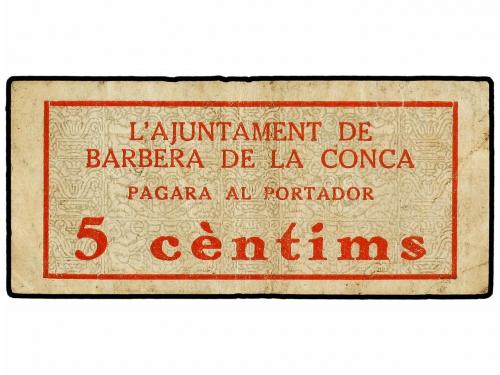 L'AJUNTAMENT DE
BARBERA DE LA CONCA
PAGARA AL PORTADOR
5 cèntims